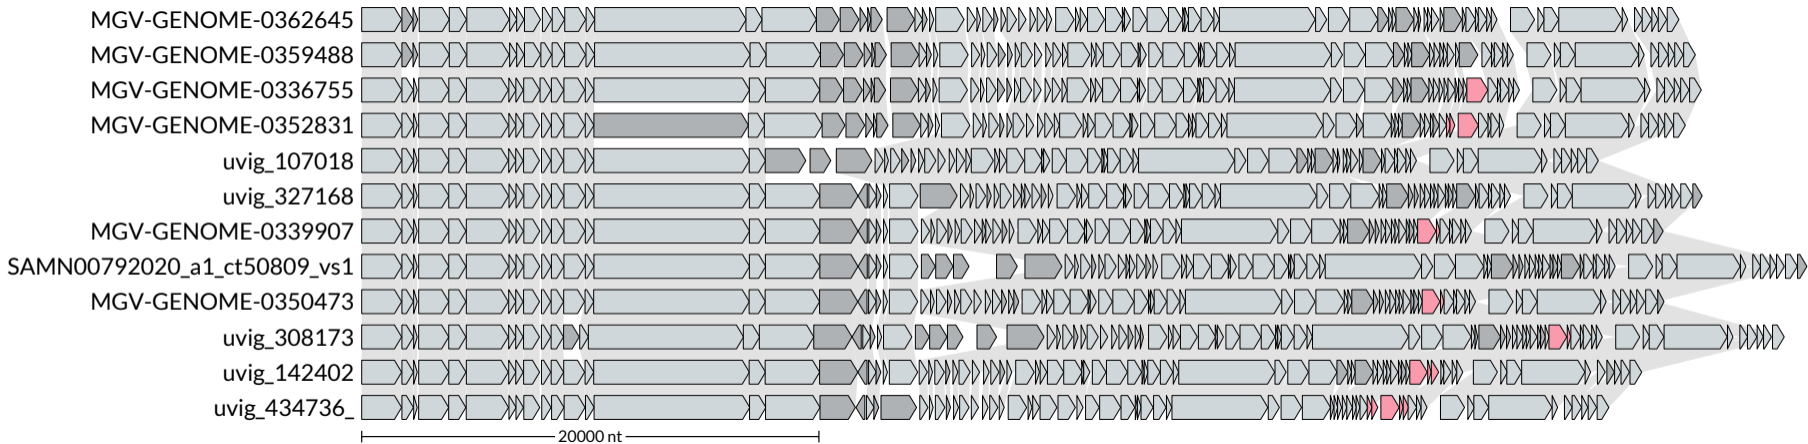 MGV-GENOME-0362645
MGV-GENOME-0359488
MGV-GENOME-0336755
MGV-GENOME-0352831
uvig_107018
uvig_327168
MGV-GENOME-0339907
SAMN00792020_a1_ct50809_vs1
MGV-GENOME-0350473
uvig_308173
uvig_142402
uvig_434736_
20000 nt